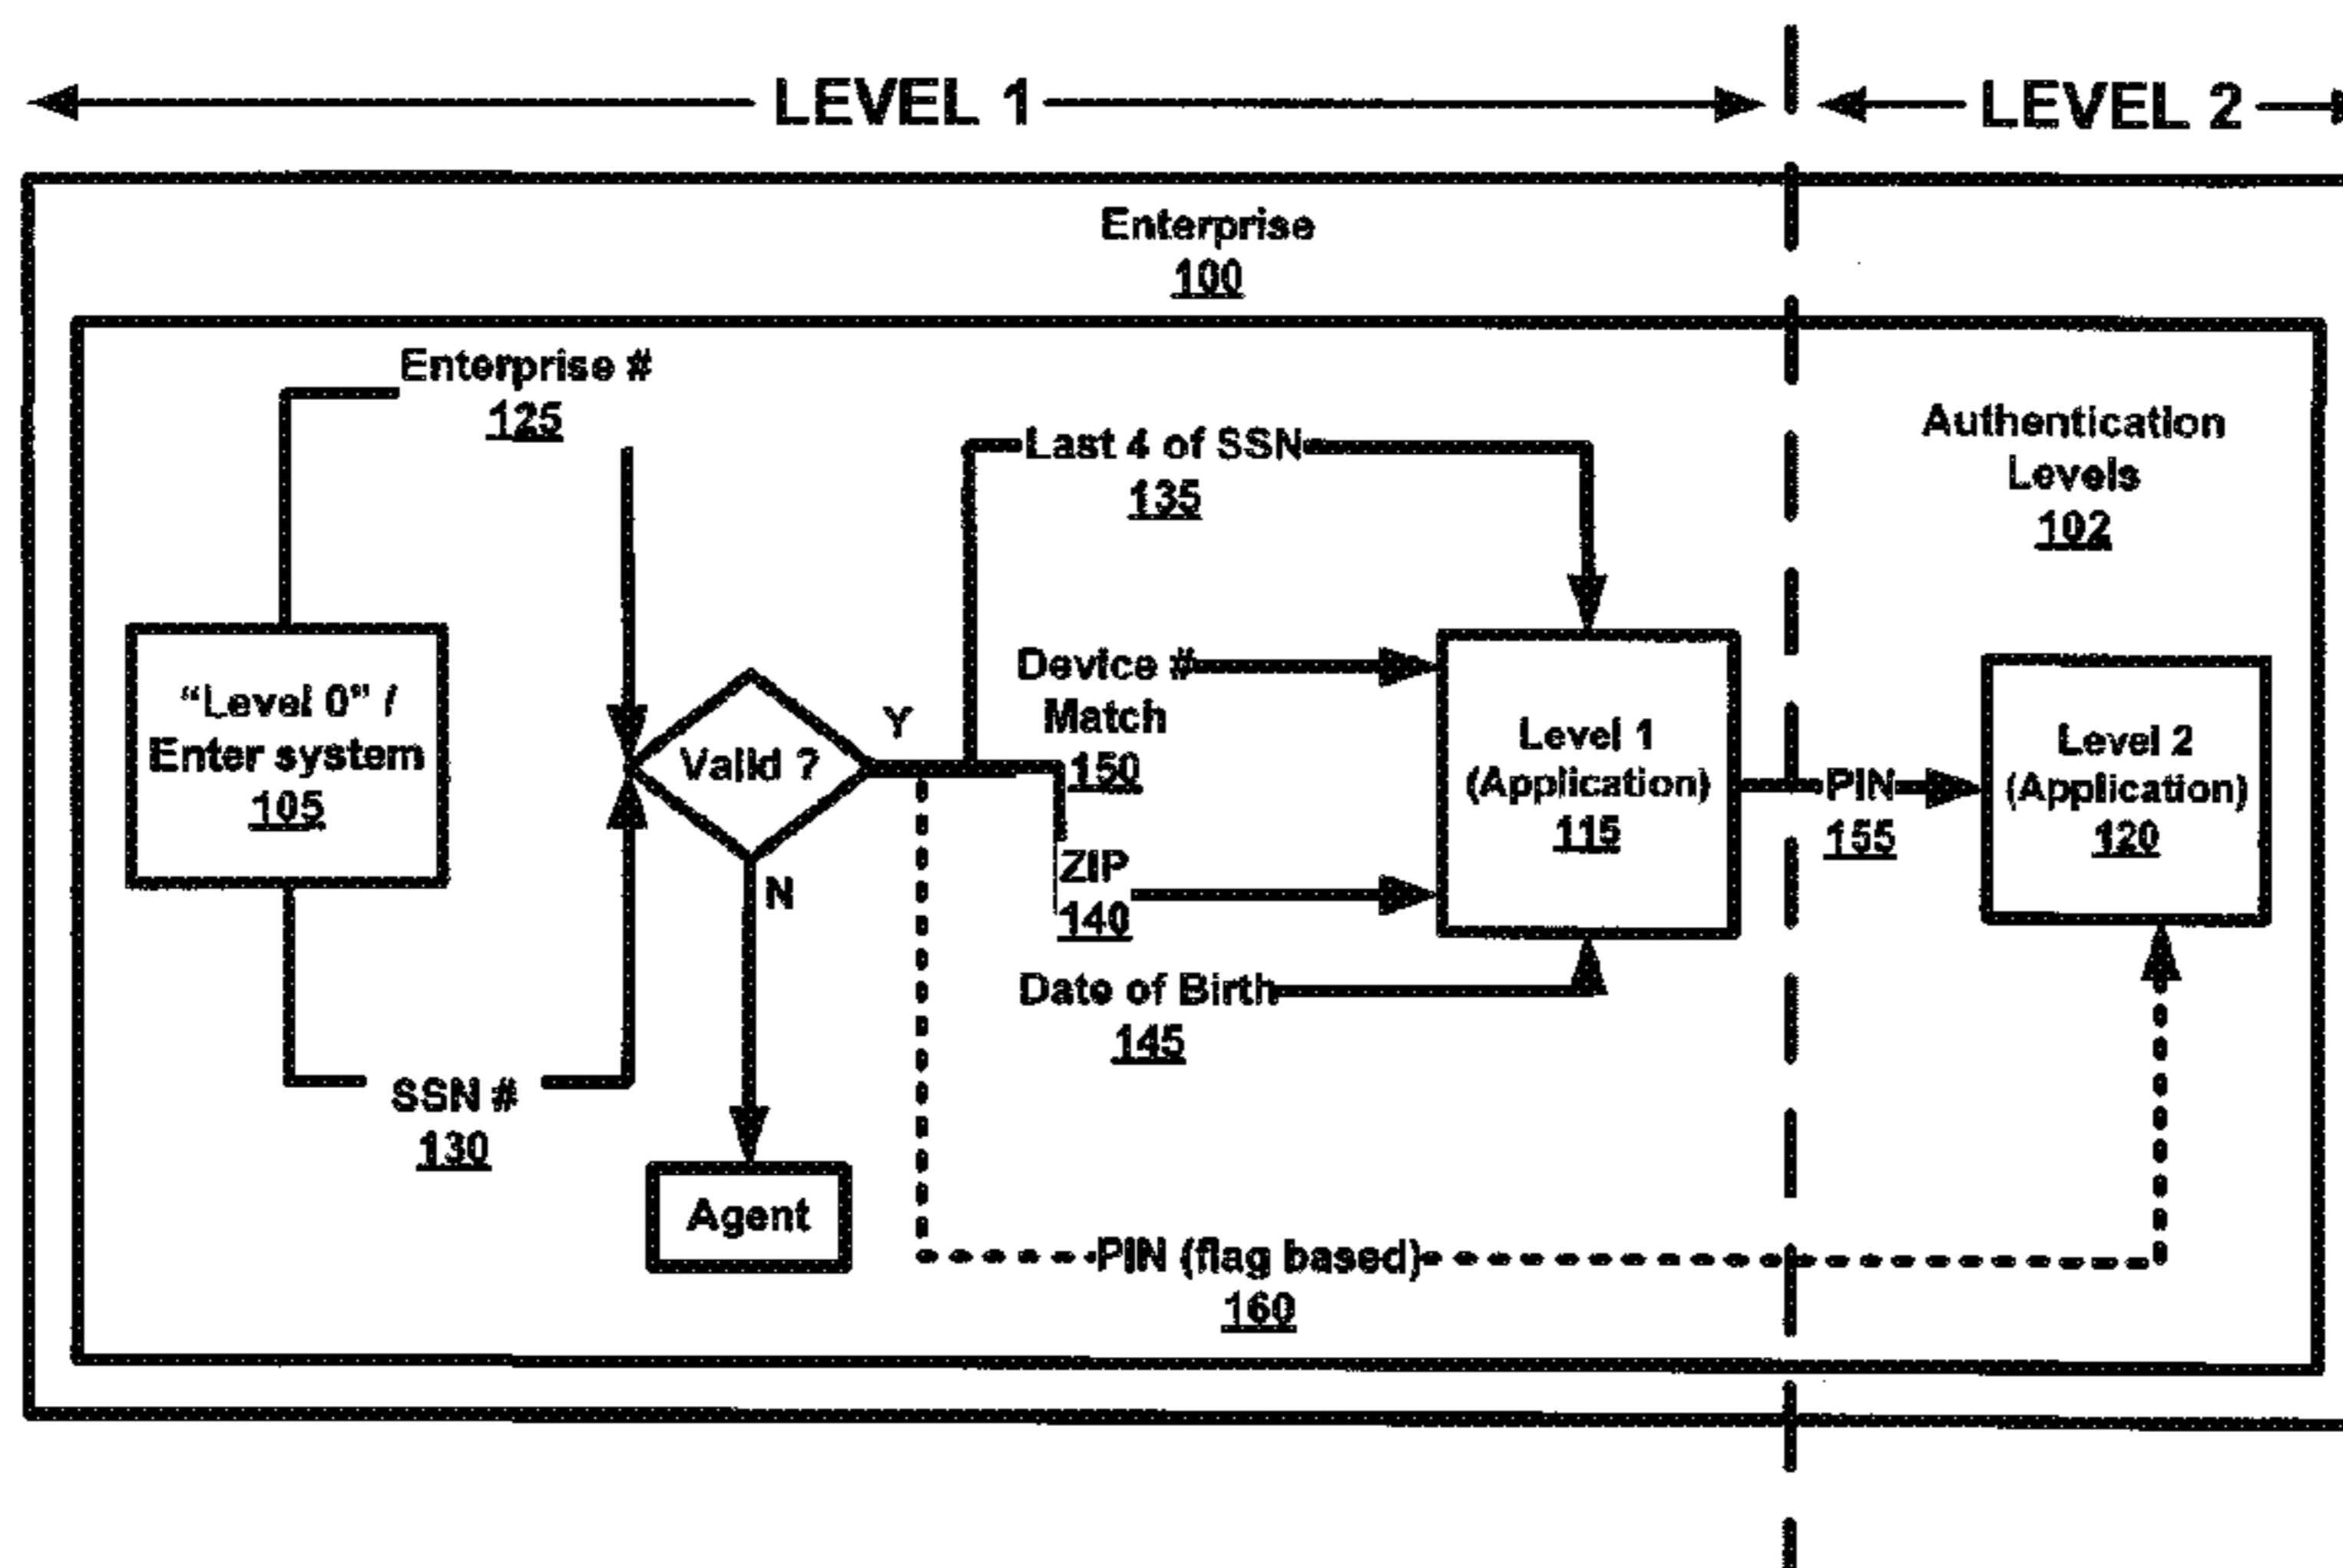 LEVEL 1
LEVEL 2
Enterprise
100
Enterprise #
125
Authentication
Levels
102
Last 4 of SSN
135
"Level 0" /
Enter system
105
Valid ?
Y
N
Device #
Match
150
Level 1
(Application)
115
PIN
155
Level 2
(Application)
120
ZIP
140
Date of Birth
145
SSN #
130
Agent
PIN (flag based)
160